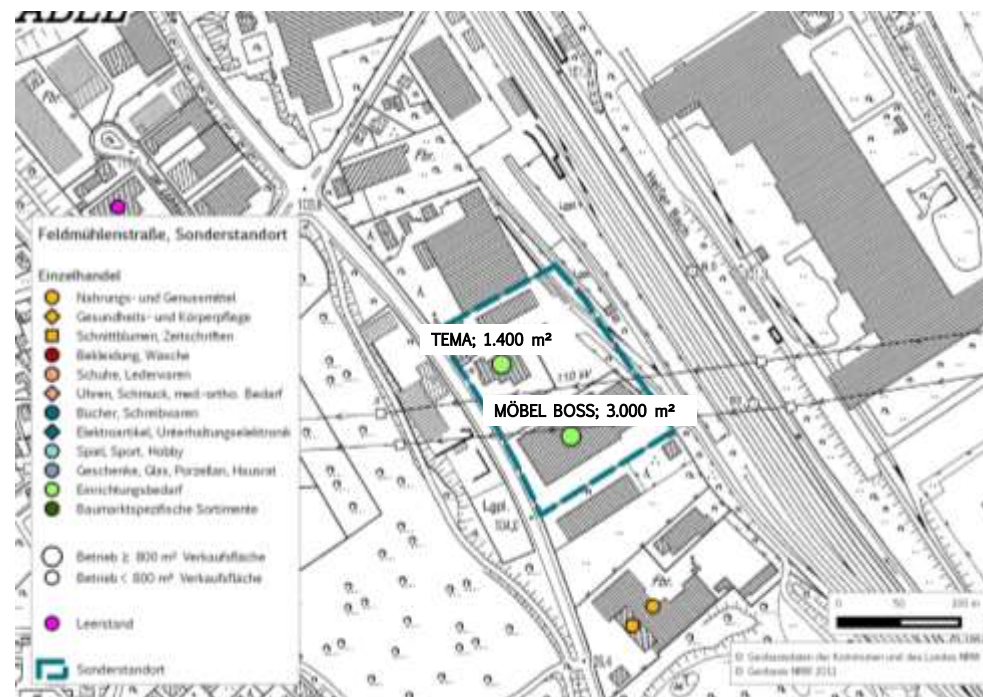 Fbr.
Feldmühlenstraße, Sonderstandort
Einzelhandel
Nahrungs- und Genussmittel
Gesundheits- und Körperpflege
Schnittblumen, Zeitschriften
Bekleidung, Wäsche
Schuhe, Lederwaren
Uhren, Schmuck, med.-ortho. Bedarf
Bücher, Schreibwaren
Elektroartikel, Unterhaltungselektronik
Spiel, Sport, Hobby
Geschenke, Glas, Porzellan, Hausrat
Einrichtungsbedarf
Baumarktspezifische Sortimente
Betrieb ≥ 800 m² Verkaufsfläche
Betrieb < 800 m² Verkaufsfläche
Leerstand
Sonderstandort
Fbr.
TEMA; 1.400 m²
110 kV
MÖBEL BOSS; 3.000 m²
Lgpl.
Fbr.
0 50 100 m
© Geobasisdaten der Kommunen und des Landes NRW
© Geobasis NRW 2011